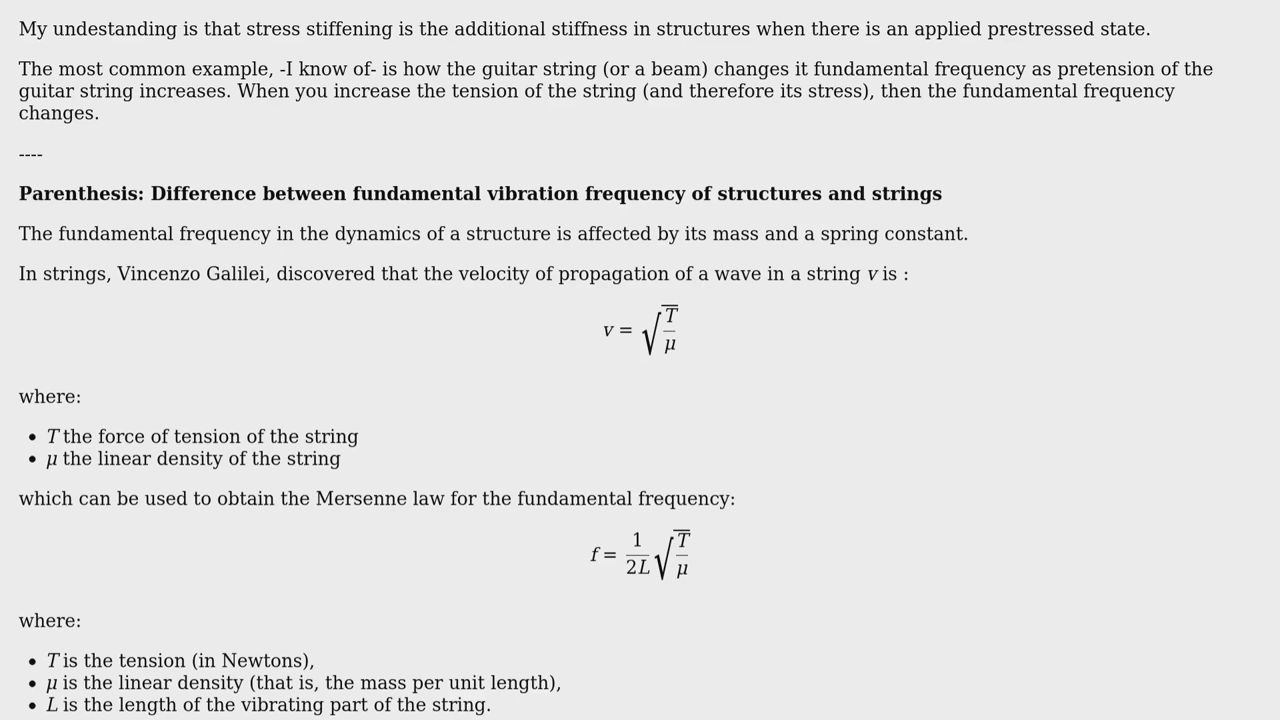 My undestanding is that stress stiffening is the additional stiffness in structures when there is an applied prestressed state.
The most common example, -I know of- is how the guitar string (or a beam) changes it fundamental frequency as pretension of the
guitar string increases. When you increase the tension of the string (and therefore its stress), then the fundamental frequency
changes.
----
Parenthesis: Difference between fundamental vibration frequency of structures and strings
The fundamental frequency in the dynamics of a structure is affected by its mass and a spring constant.
In strings, Vincenzo Galilei, discovered that the velocity of propagation of a wave in a string v is :
v = √(T/μ)
where:
• T the force of tension of the string
• μ the linear density of the string
which can be used to obtain the Mersenne law for the fundamental frequency:
f = 1/(2L) √(T/μ)
where:
• T is the tension (in Newtons),
• μ is the linear density (that is, the mass per unit length),
• L is the length of the vibrating part of the string.